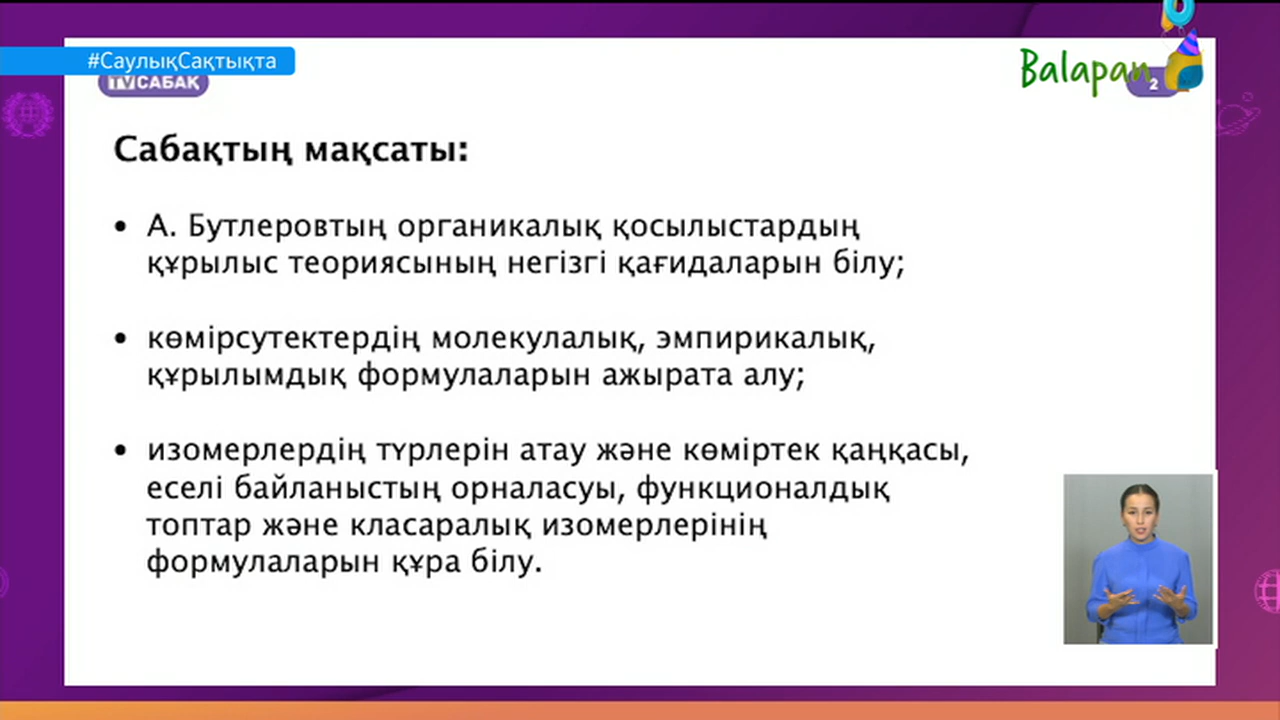 #СаулықСақтықта
TVСАБАҚ
Balapan
2
Сабақтың мақсаты:
• А. Бутлеровтың органикалық қосылыстардың
құрылыс теориясының негізгі қағидаларын білу;
• көмірсутектердің молекулалық, эмпирикалық,
құрылымдық формулаларын ажырата алу;
• изомерлердің түрлерін атау және көміртек қаңқасы,
еселі байланыстың орналасуы, функционалдық
топтар және класаралық изомерлерінің
формулаларын құра білу.